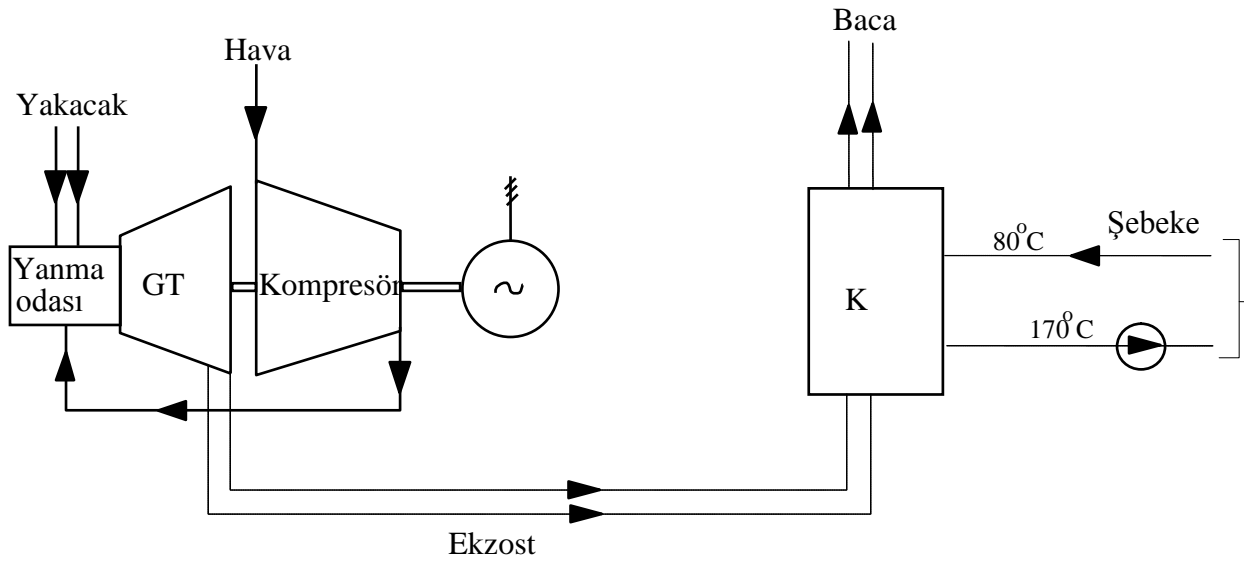 Baca
Hava
Yakacak
Şebeke
80°C
Yanma
odası
GT
Kompresör
K
170°C
Ekzost